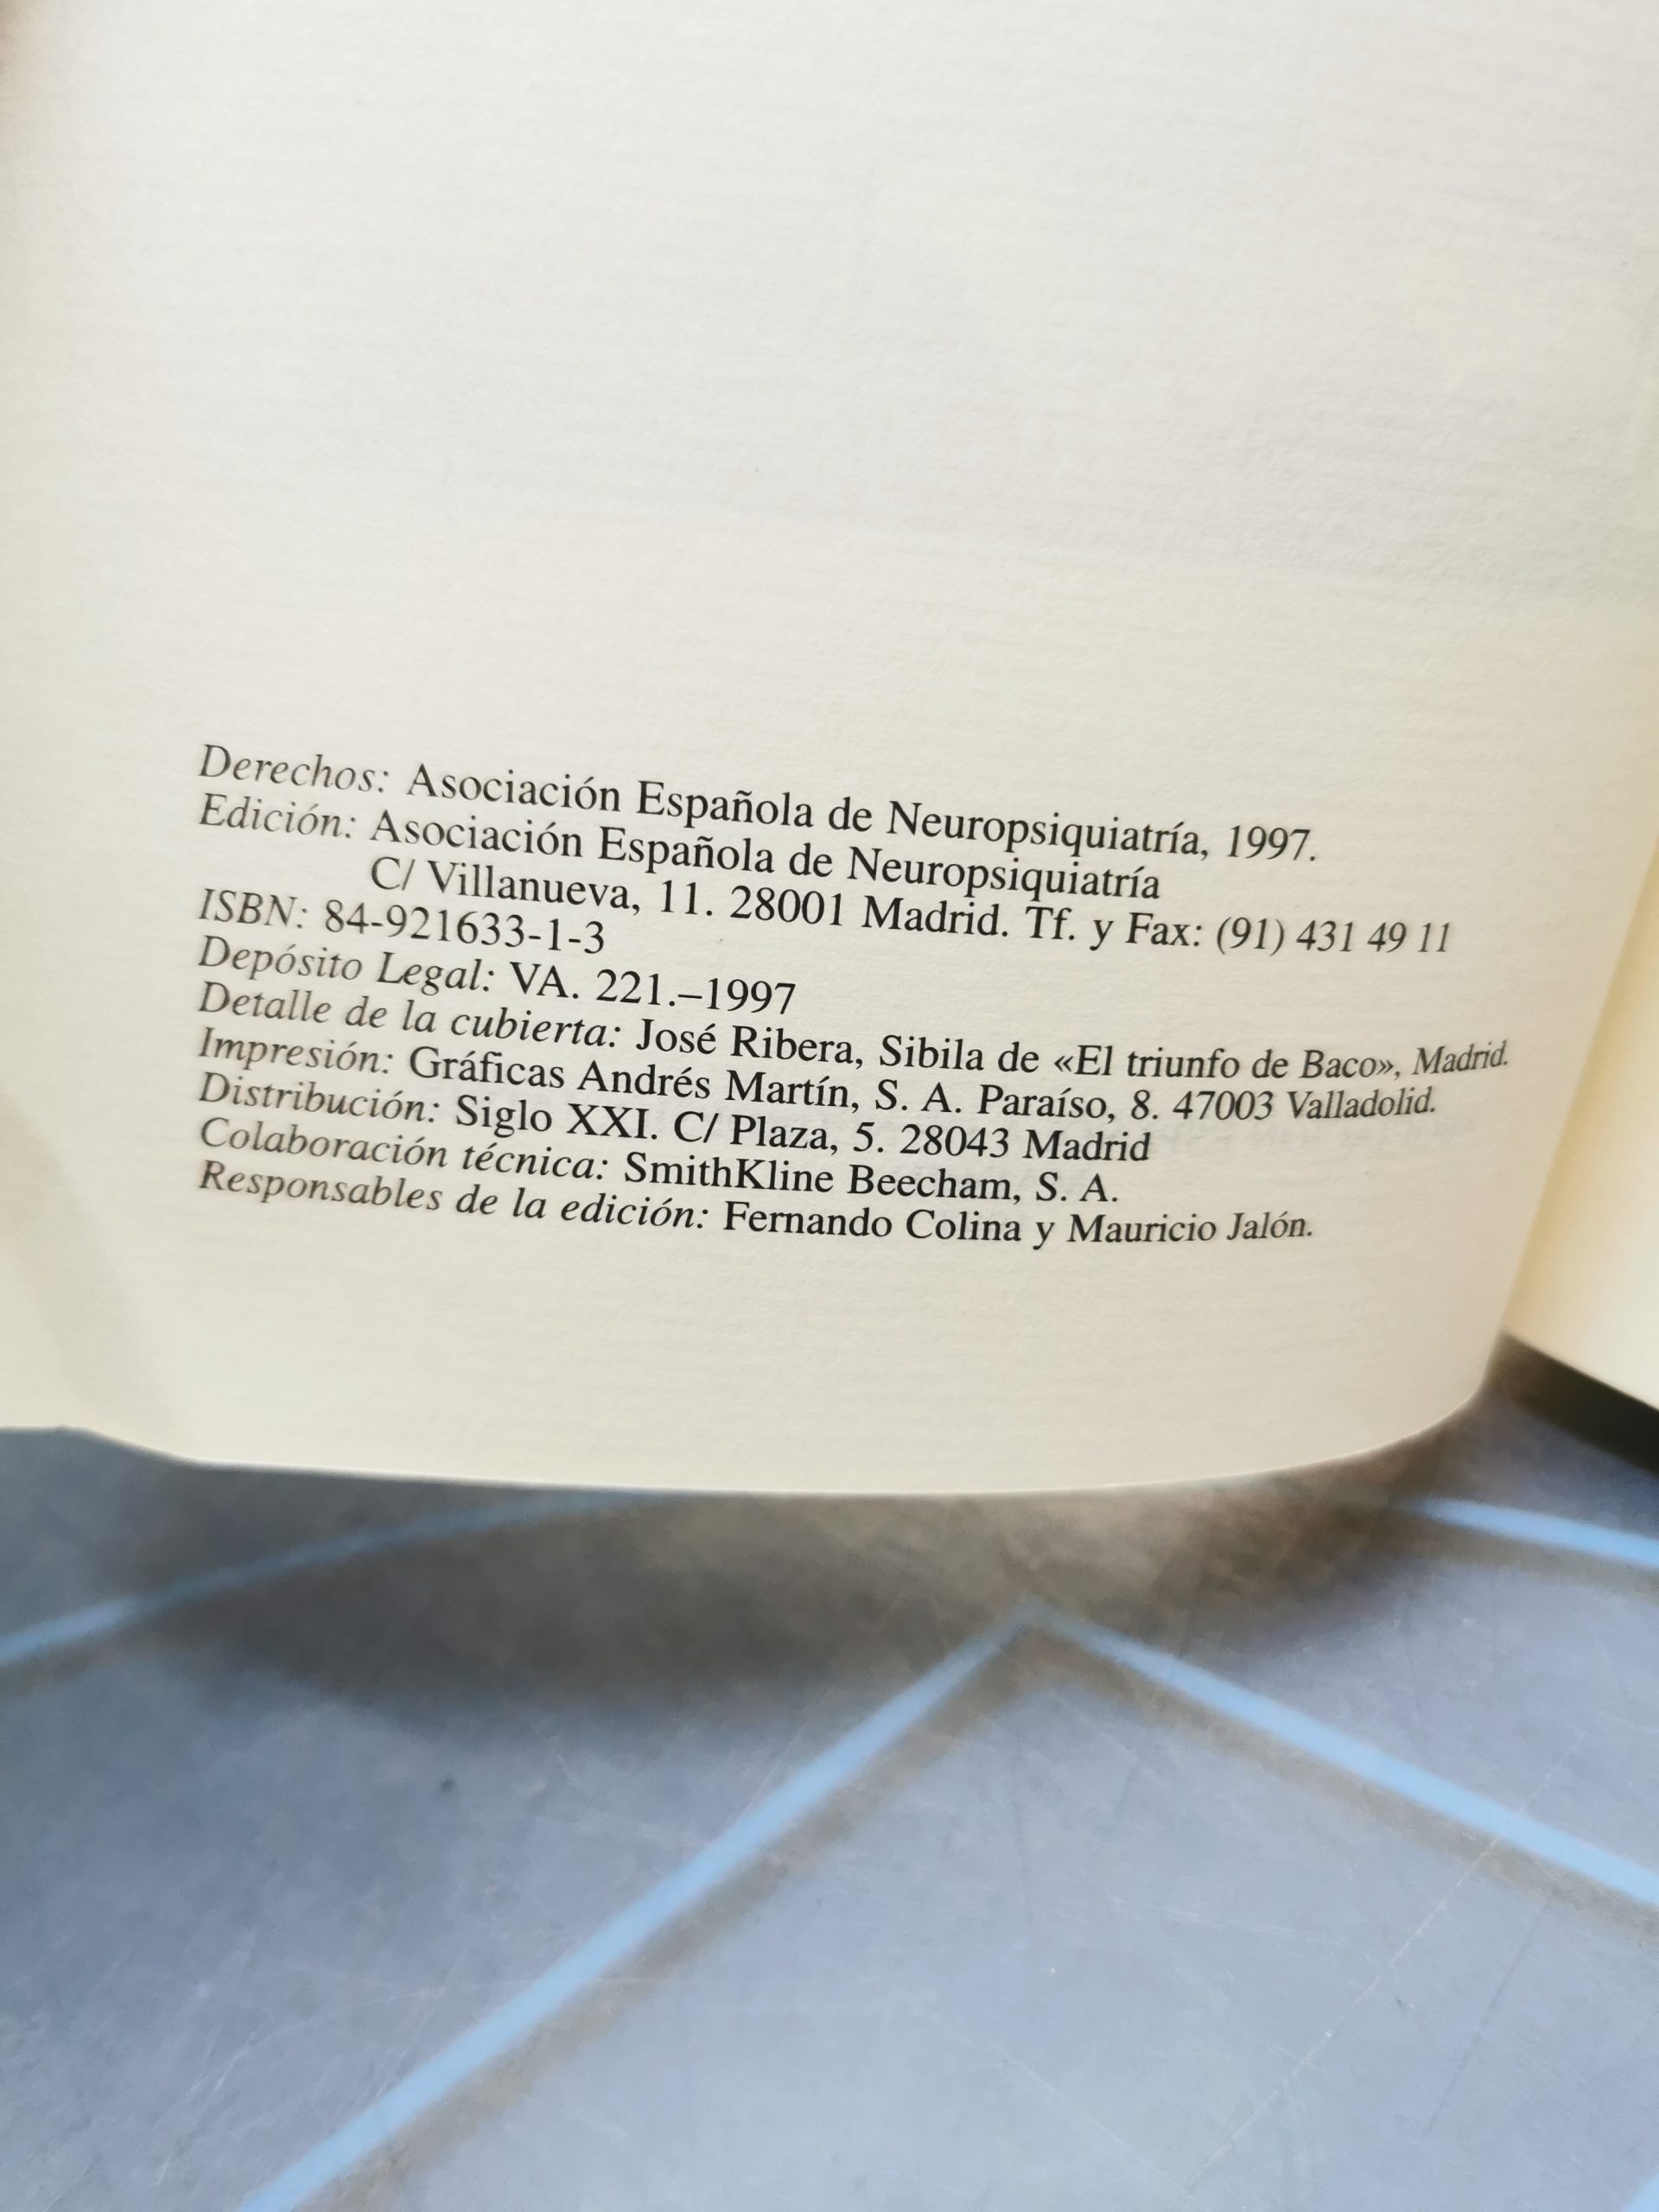 Derechos: Asociación Española de Neuropsiquiatría, 1997.
Edición: Asociación Española de Neuropsiquiatría
C/ Villanueva, 11. 28001 Madrid. Tf. y Fax: (91) 431 49 11
ISBN: 84-921633-1-3
Depósito Legal: VA. 221.–1997
Detalle de la cubierta: José Ribera, Sibila de «El triunfo de Baco», Madrid.
Impresión: Gráficas Andrés Martín, S. A. Paraíso, 8. 47003 Valladolid.
Distribución: Siglo XXI. C/ Plaza, 5. 28043 Madrid
Colaboración técnica: SmithKline Beecham, S. A.
Responsables de la edición: Fernando Colina y Mauricio Jalón.